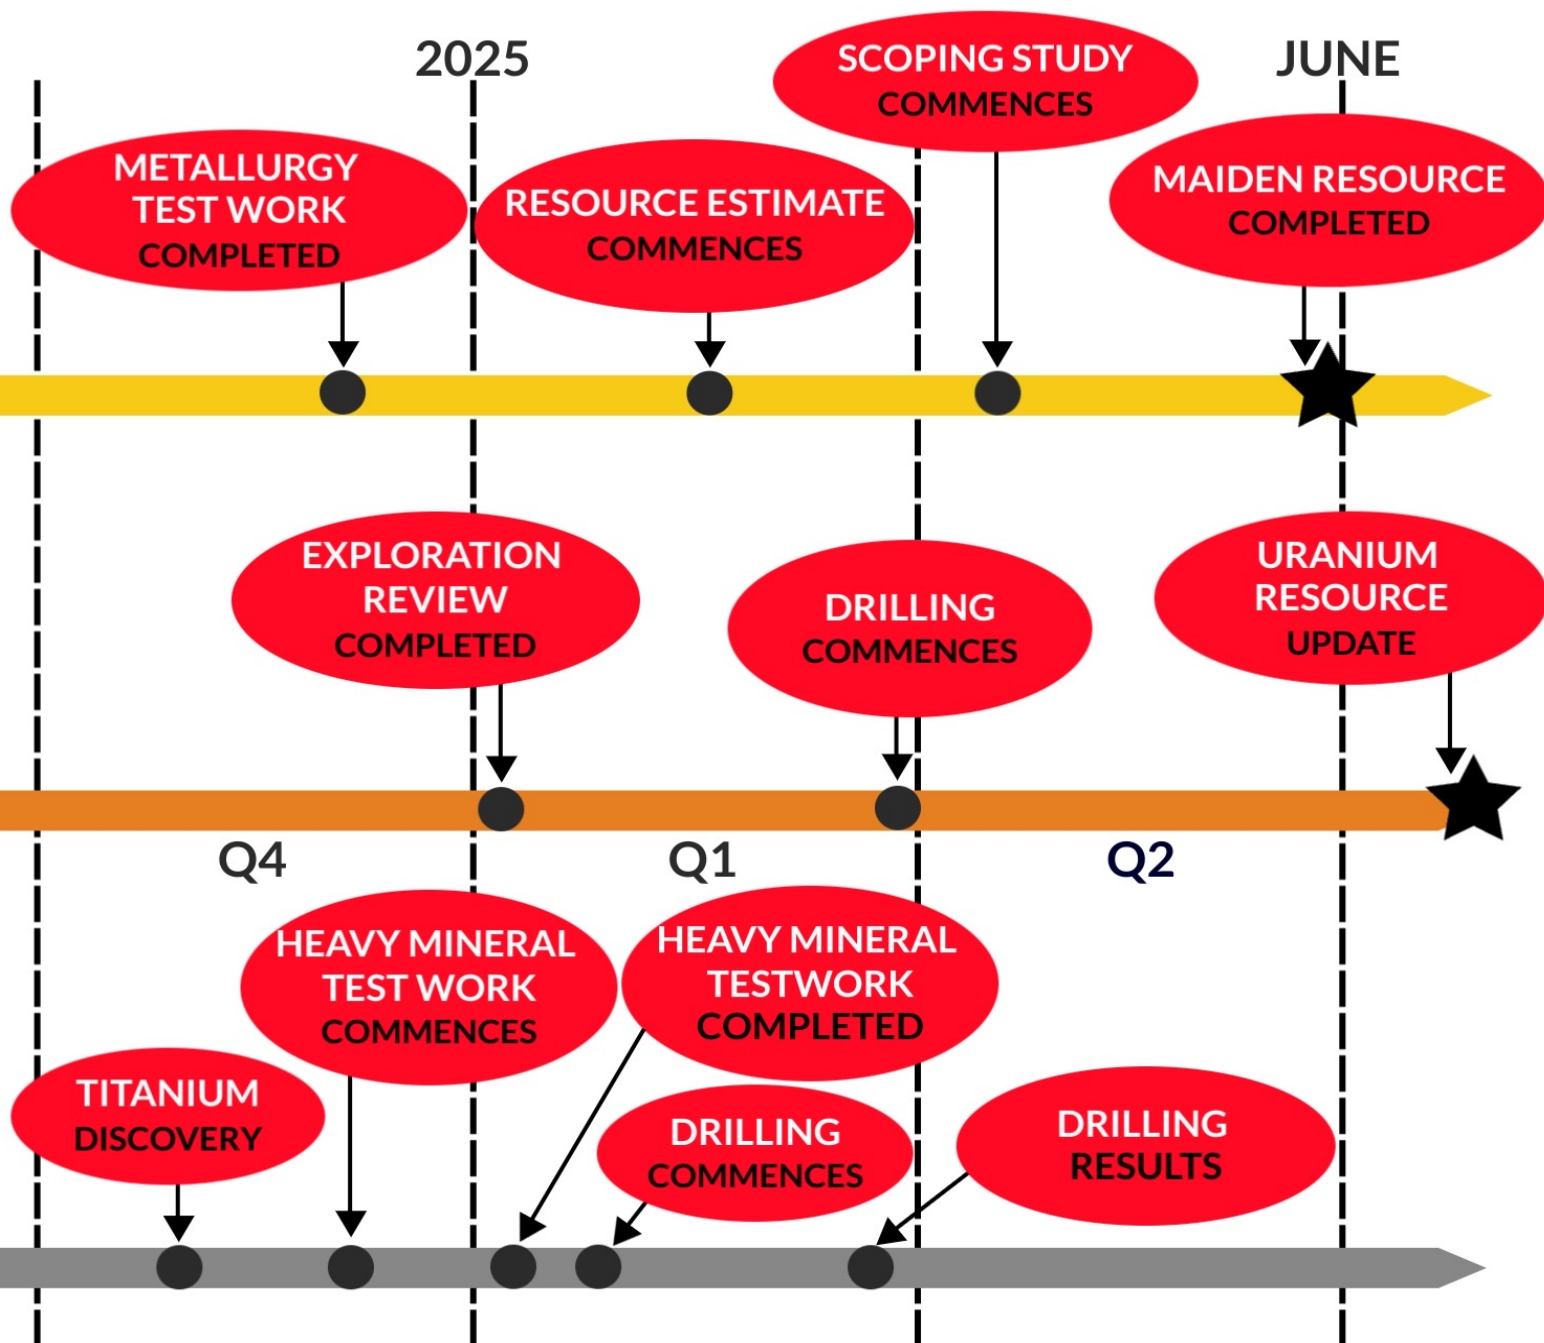 2025
JUNE
SCOPING STUDY
COMMENCES
METALLURGY
TEST WORK
COMPLETED
RESOURCE ESTIMATE
COMMENCES
MAIDEN RESOURCE
COMPLETED
EXPLORATION
REVIEW
COMPLETED
DRILLING
COMMENCES
URANIUM
RESOURCE
UPDATE
Q4
Q1
Q2
HEAVY MINERAL
TEST WORK
COMMENCES
HEAVY MINERAL
TESTWORK
COMPLETED
TITANIUM
DISCOVERY
DRILLING
COMMENCES
DRILLING
RESULTS